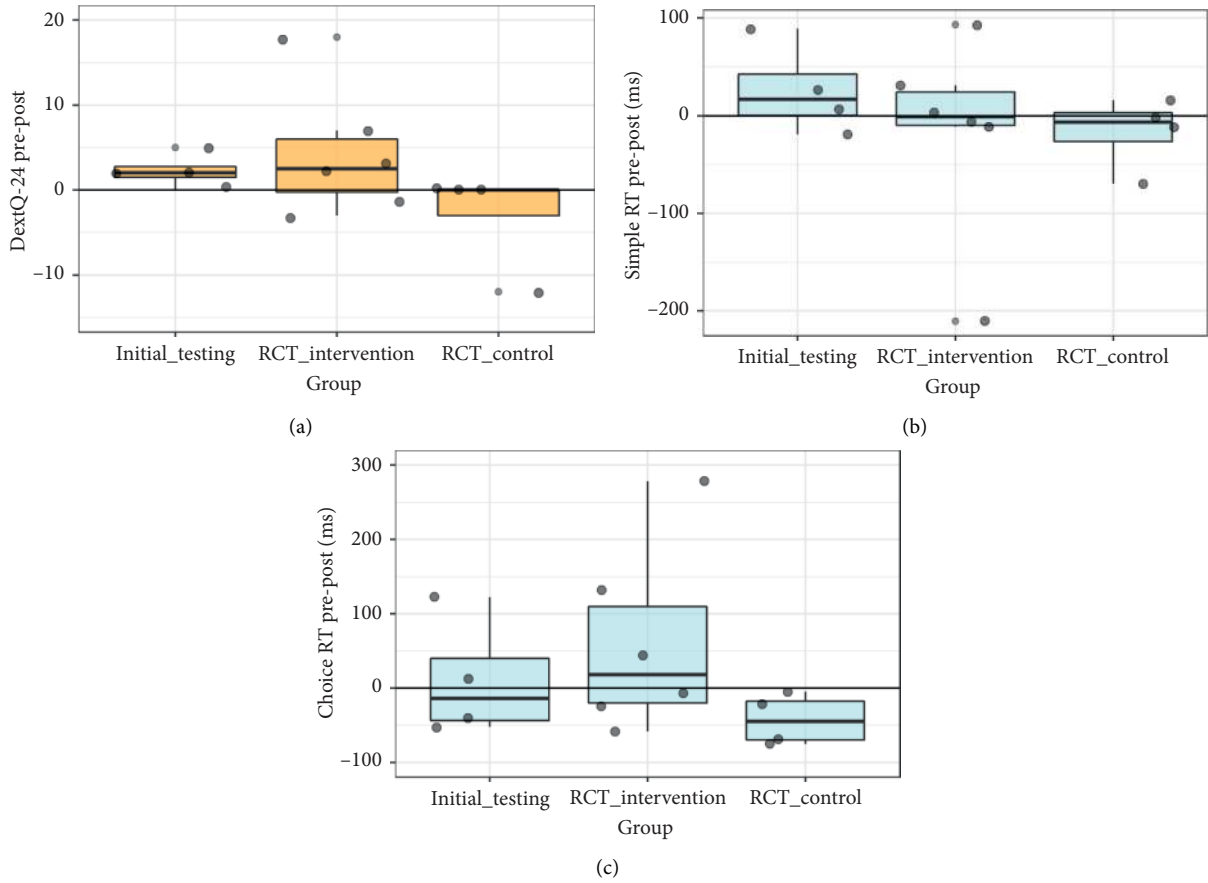 DextQ-24 pre-post
20
10
0
−10
Initial_testing RCT_intervention RCT_control
Group
(a)
Simple RT pre-post (ms)
100
0
−100
−200
Initial_testing RCT_intervention RCT_control
Group
(b)
Choice RT pre-post (ms)
300
200
100
0
−100
Initial_testing RCT_intervention RCT_control
Group
(c)